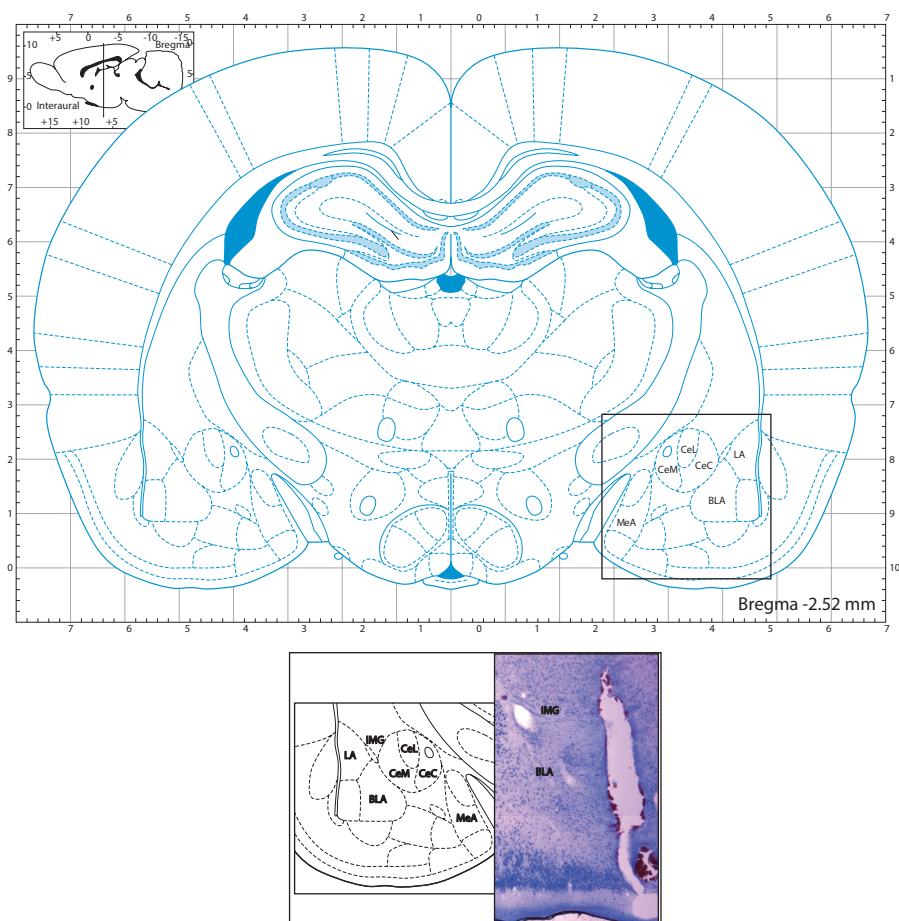 7 6 5 4 3 2 1 0 0 1 2 3 4 5 6 7
+5 0 -5 -10 -15
10 Bregma 0
5 5
0 Interaural
+15 +10 +5
9 1
8 2
7 3
6 4
5 5
4 6
3 7
2 8
1 9
0 10
CeL
LA
CeM
CeC
BLA
MeA
Bregma -2.52 mm
7 6 5 4 3 2 1 0 1 2 3 4 5 6 7
IMG
LA
CeL
CeM
CeC
BLA
MeA
IMG
BLA